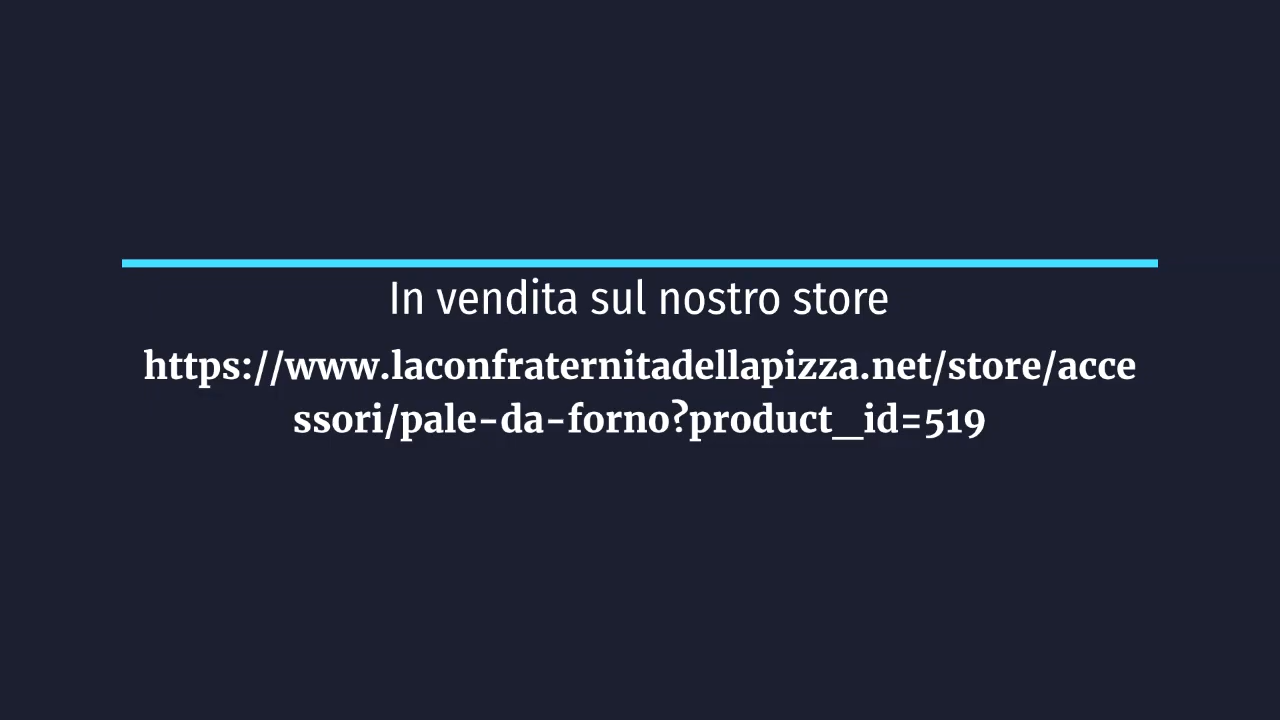 In vendita sul nostro store
https://www.laconfraternitadellapizza.net/store/acce
ssori/pale-da-forno?product_id=519